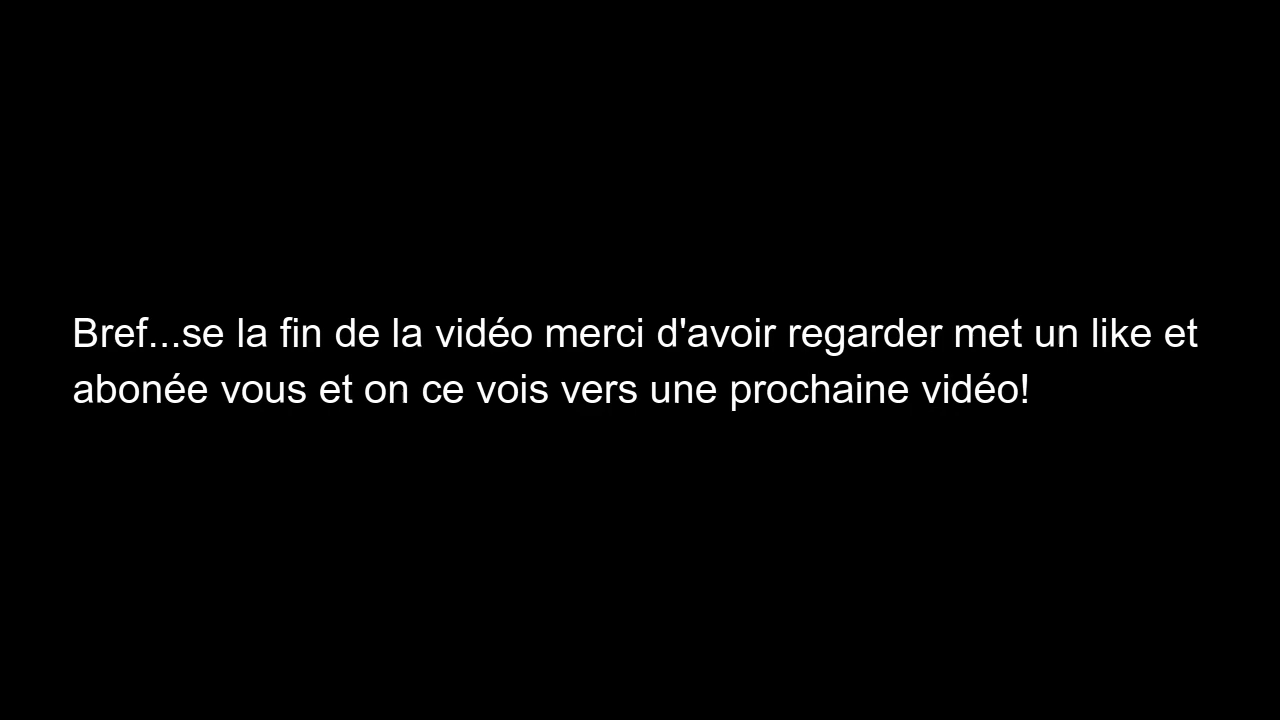 Bref...se la fin de la vidéo merci d'avoir regarder met un like et
abonée vous et on ce vois vers une prochaine vidéo!